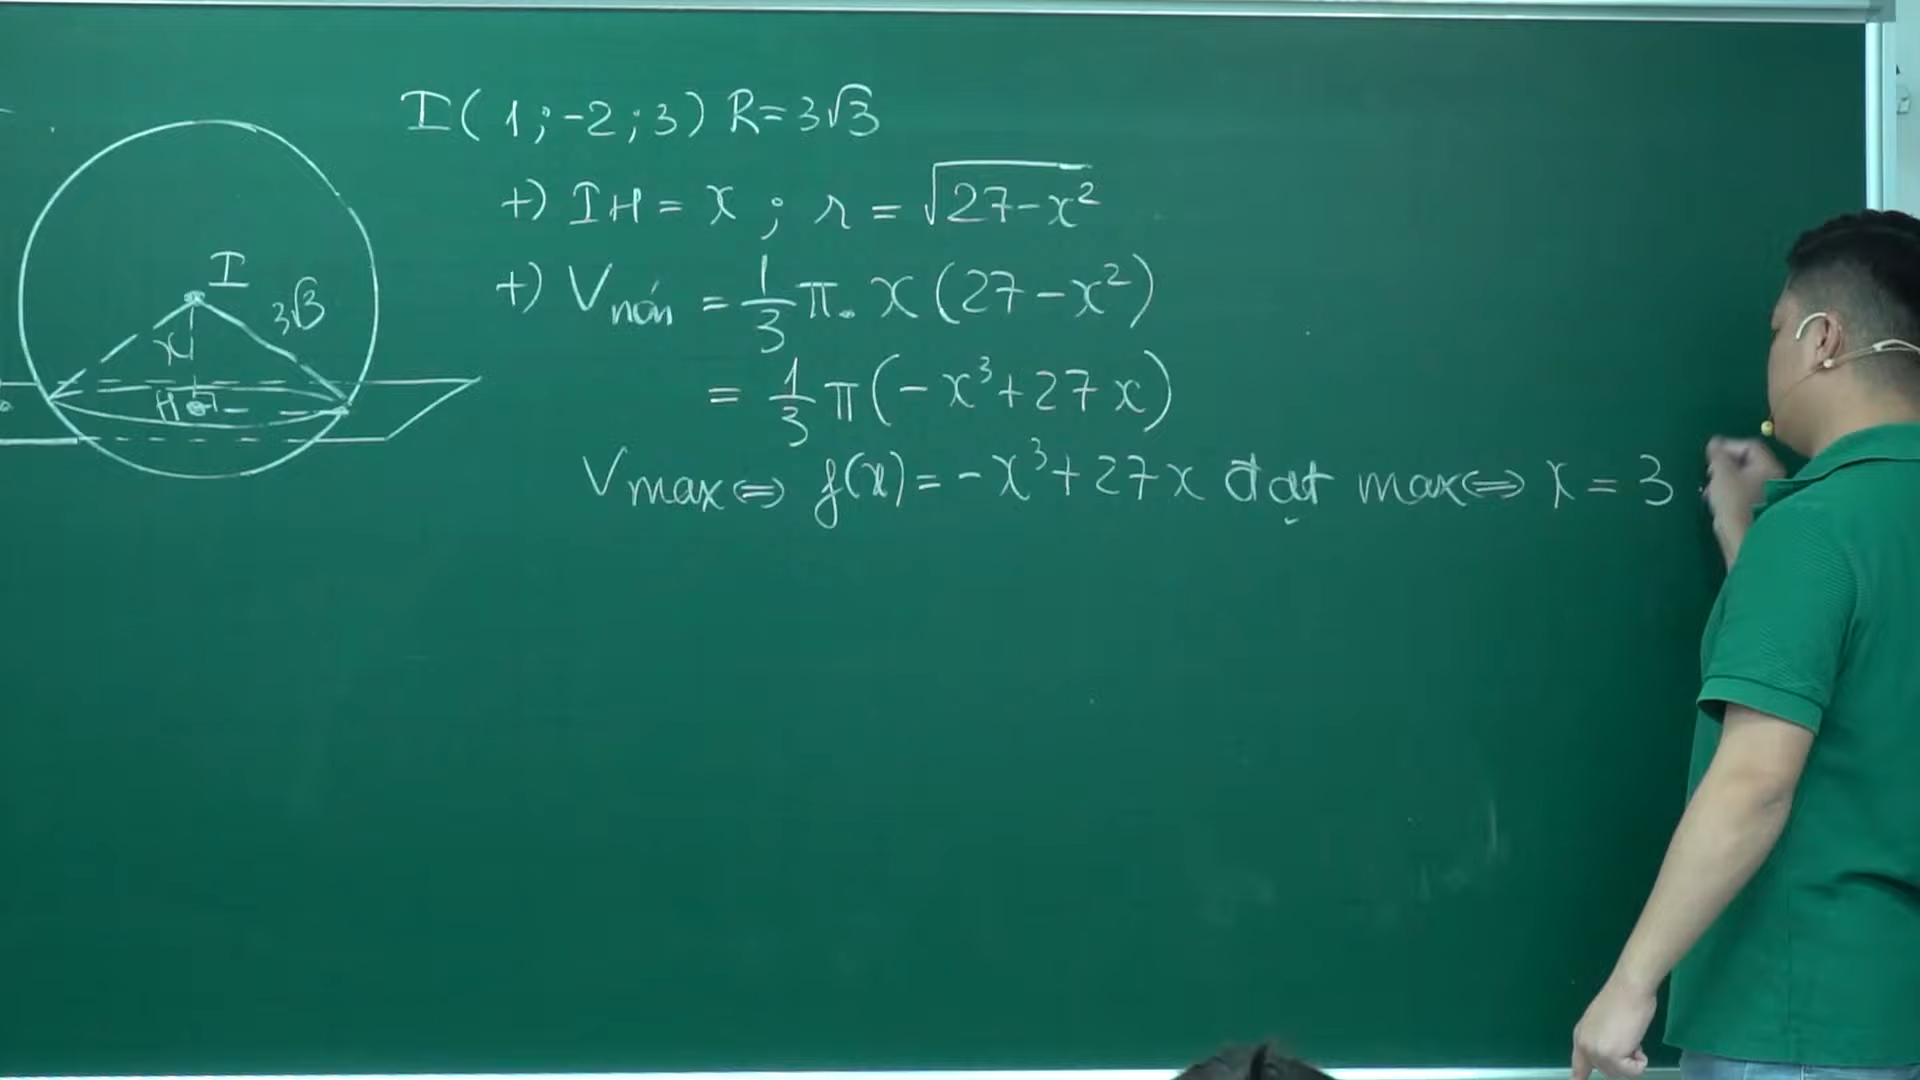 I(1;-2;3) R=3√3
+) IH = x ; r = √27-x²
+) Vnón = 1/3 π. x(27-x²)
= 1/3 π(-x³+27x)
Vmax ⇔ f(x) = -x³+27x đạt max ⇔ x = 3
I
3√3
x
H